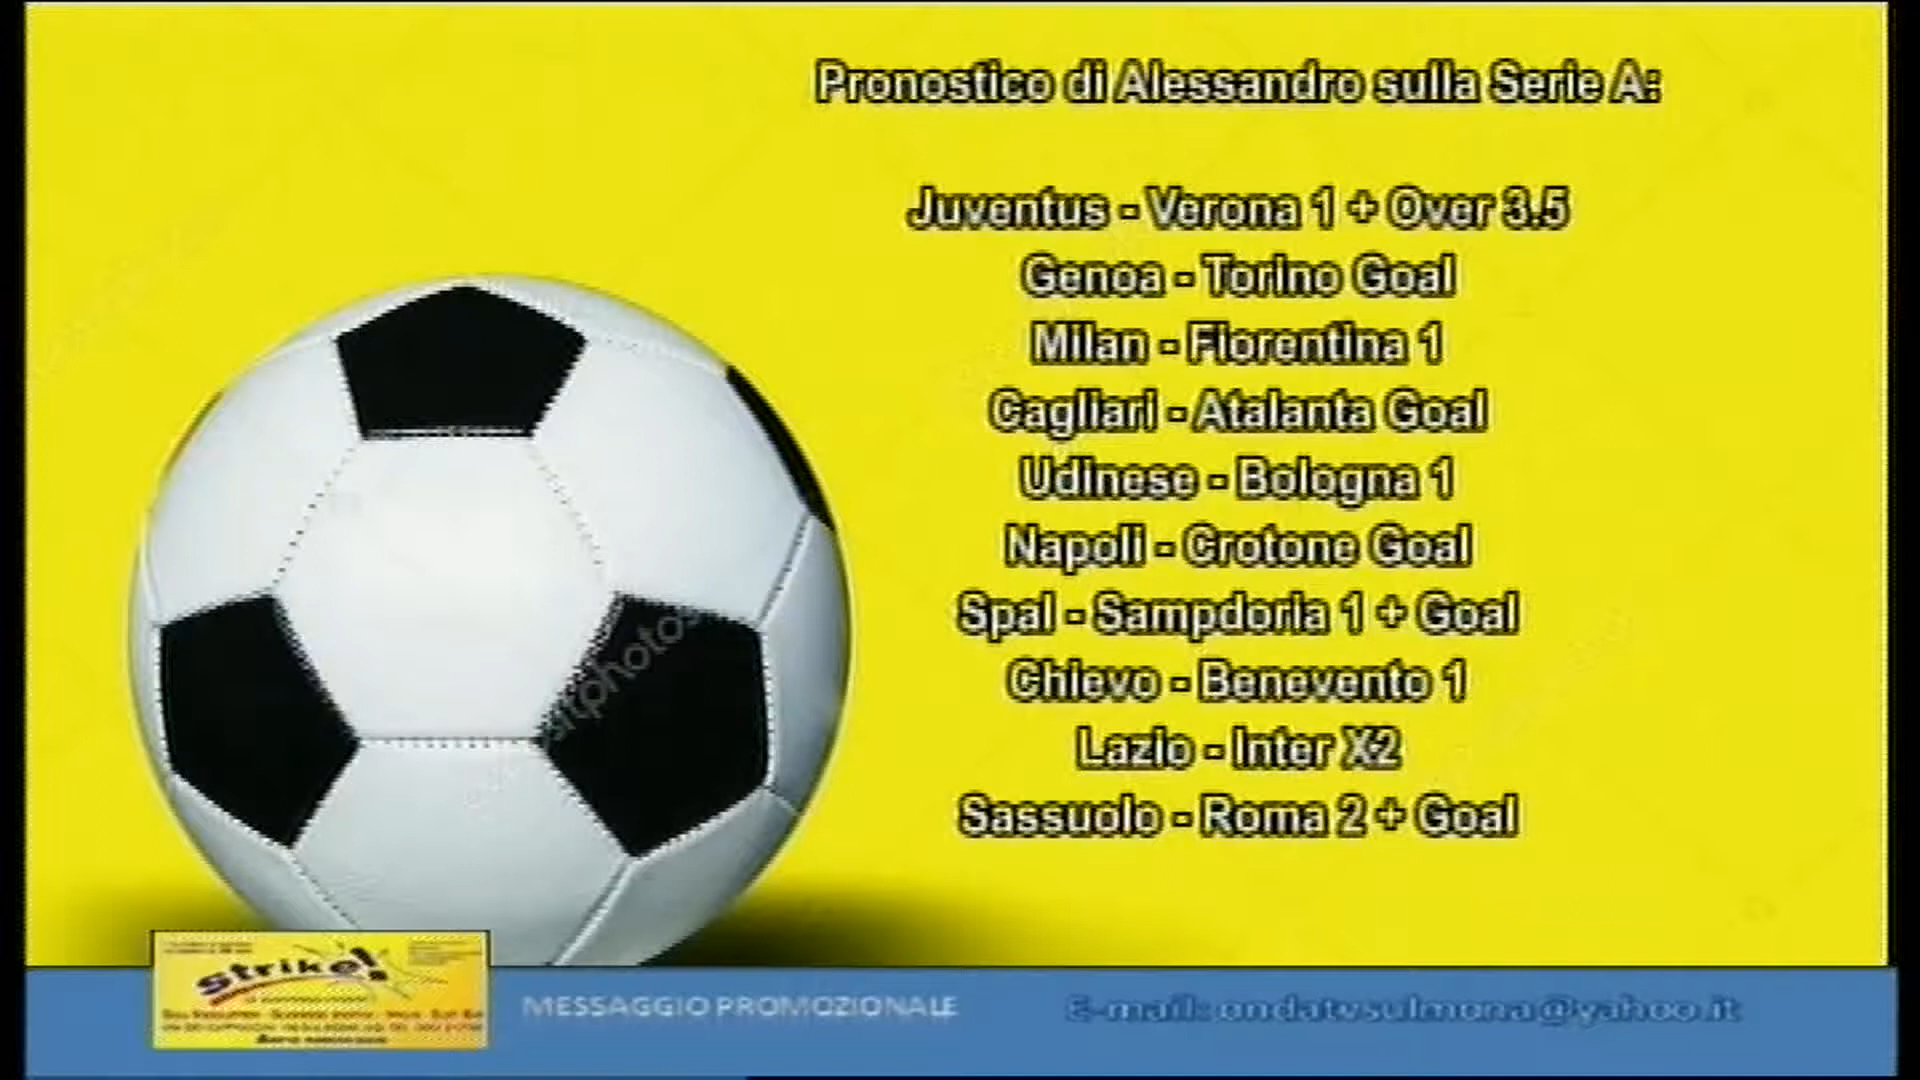 Pronostico di Alessandro sulla Serie A:
Juventus - Verona 1 + Over 3.5
Genoa - Torino Goal
Milan - Fiorentina 1
Cagliari - Atalanta Goal
Udinese - Bologna 1
Napoli - Crotone Goal
Spal - Sampdoria 1 + Goal
Chievo - Benevento 1
Lazio - Inter X2
Sassuolo - Roma 2 + Goal
strike!
MESSAGGIO PROMOZIONALE
E-mail: ondatvsulmona@yahoo.it